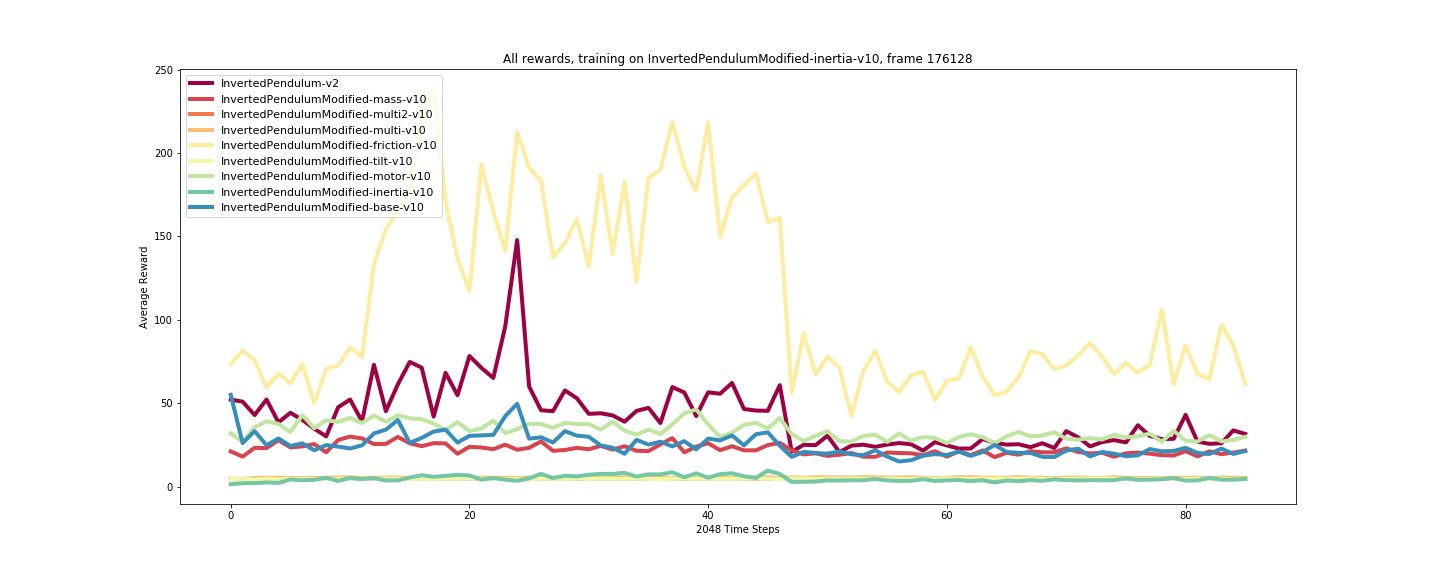 All rewards, training on InvertedPendulumModified-inertia-v10, frame 176128
250
200
150
100
50
0
Average Reward
InvertedPendulum-v2
InvertedPendulumModified-mass-v10
InvertedPendulumModified-multi2-v10
InvertedPendulumModified-multi-v10
InvertedPendulumModified-friction-v10
InvertedPendulumModified-tilt-v10
InvertedPendulumModified-motor-v10
InvertedPendulumModified-inertia-v10
InvertedPendulumModified-base-v10
0 20 40 60 80
2048 Time Steps